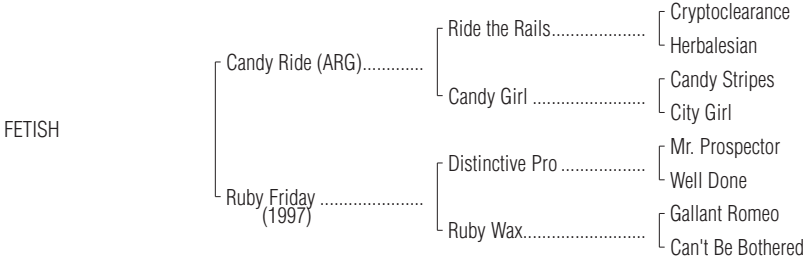 Cryptoclearance
Ride the Rails.....................
Herbalesian
Candy Ride (ARG).............
Candy Stripes
Candy Girl .........................
City Girl
FETISH
Mr. Prospector
Distinctive Pro ...................
Well Done
Ruby Friday .......................
(1997)
Gallant Romeo
Ruby Wax...........................
Can't Be Bothered